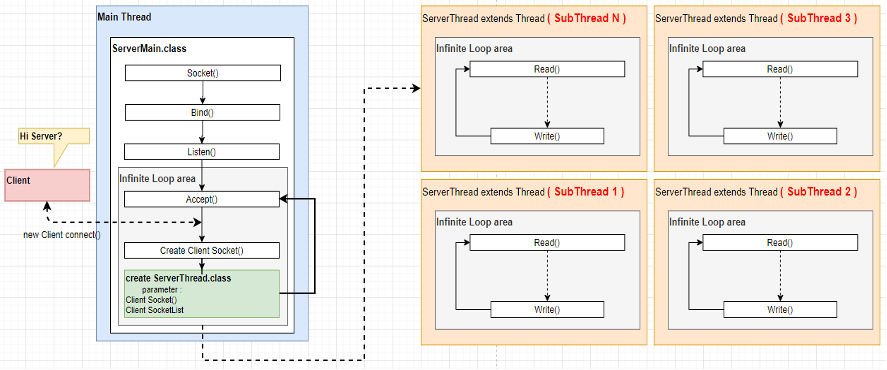 Main Thread
ServerMain.class
Socket()
Bind()
Listen()
Infinite Loop area
Accept()
Create Client Socket()
create ServerThread.class
parameter :
Client Socket()
Client SocketList
Hi Server?
Client
new Client connect()
ServerThread extends Thread ( SubThread N )
Infinite Loop area
Read()
Write()
ServerThread extends Thread ( SubThread 3 )
Infinite Loop area
Read()
Write()
ServerThread extends Thread ( SubThread 1 )
Infinite Loop area
Read()
Write()
ServerThread extends Thread ( SubThread 2 )
Infinite Loop area
Read()
Write()